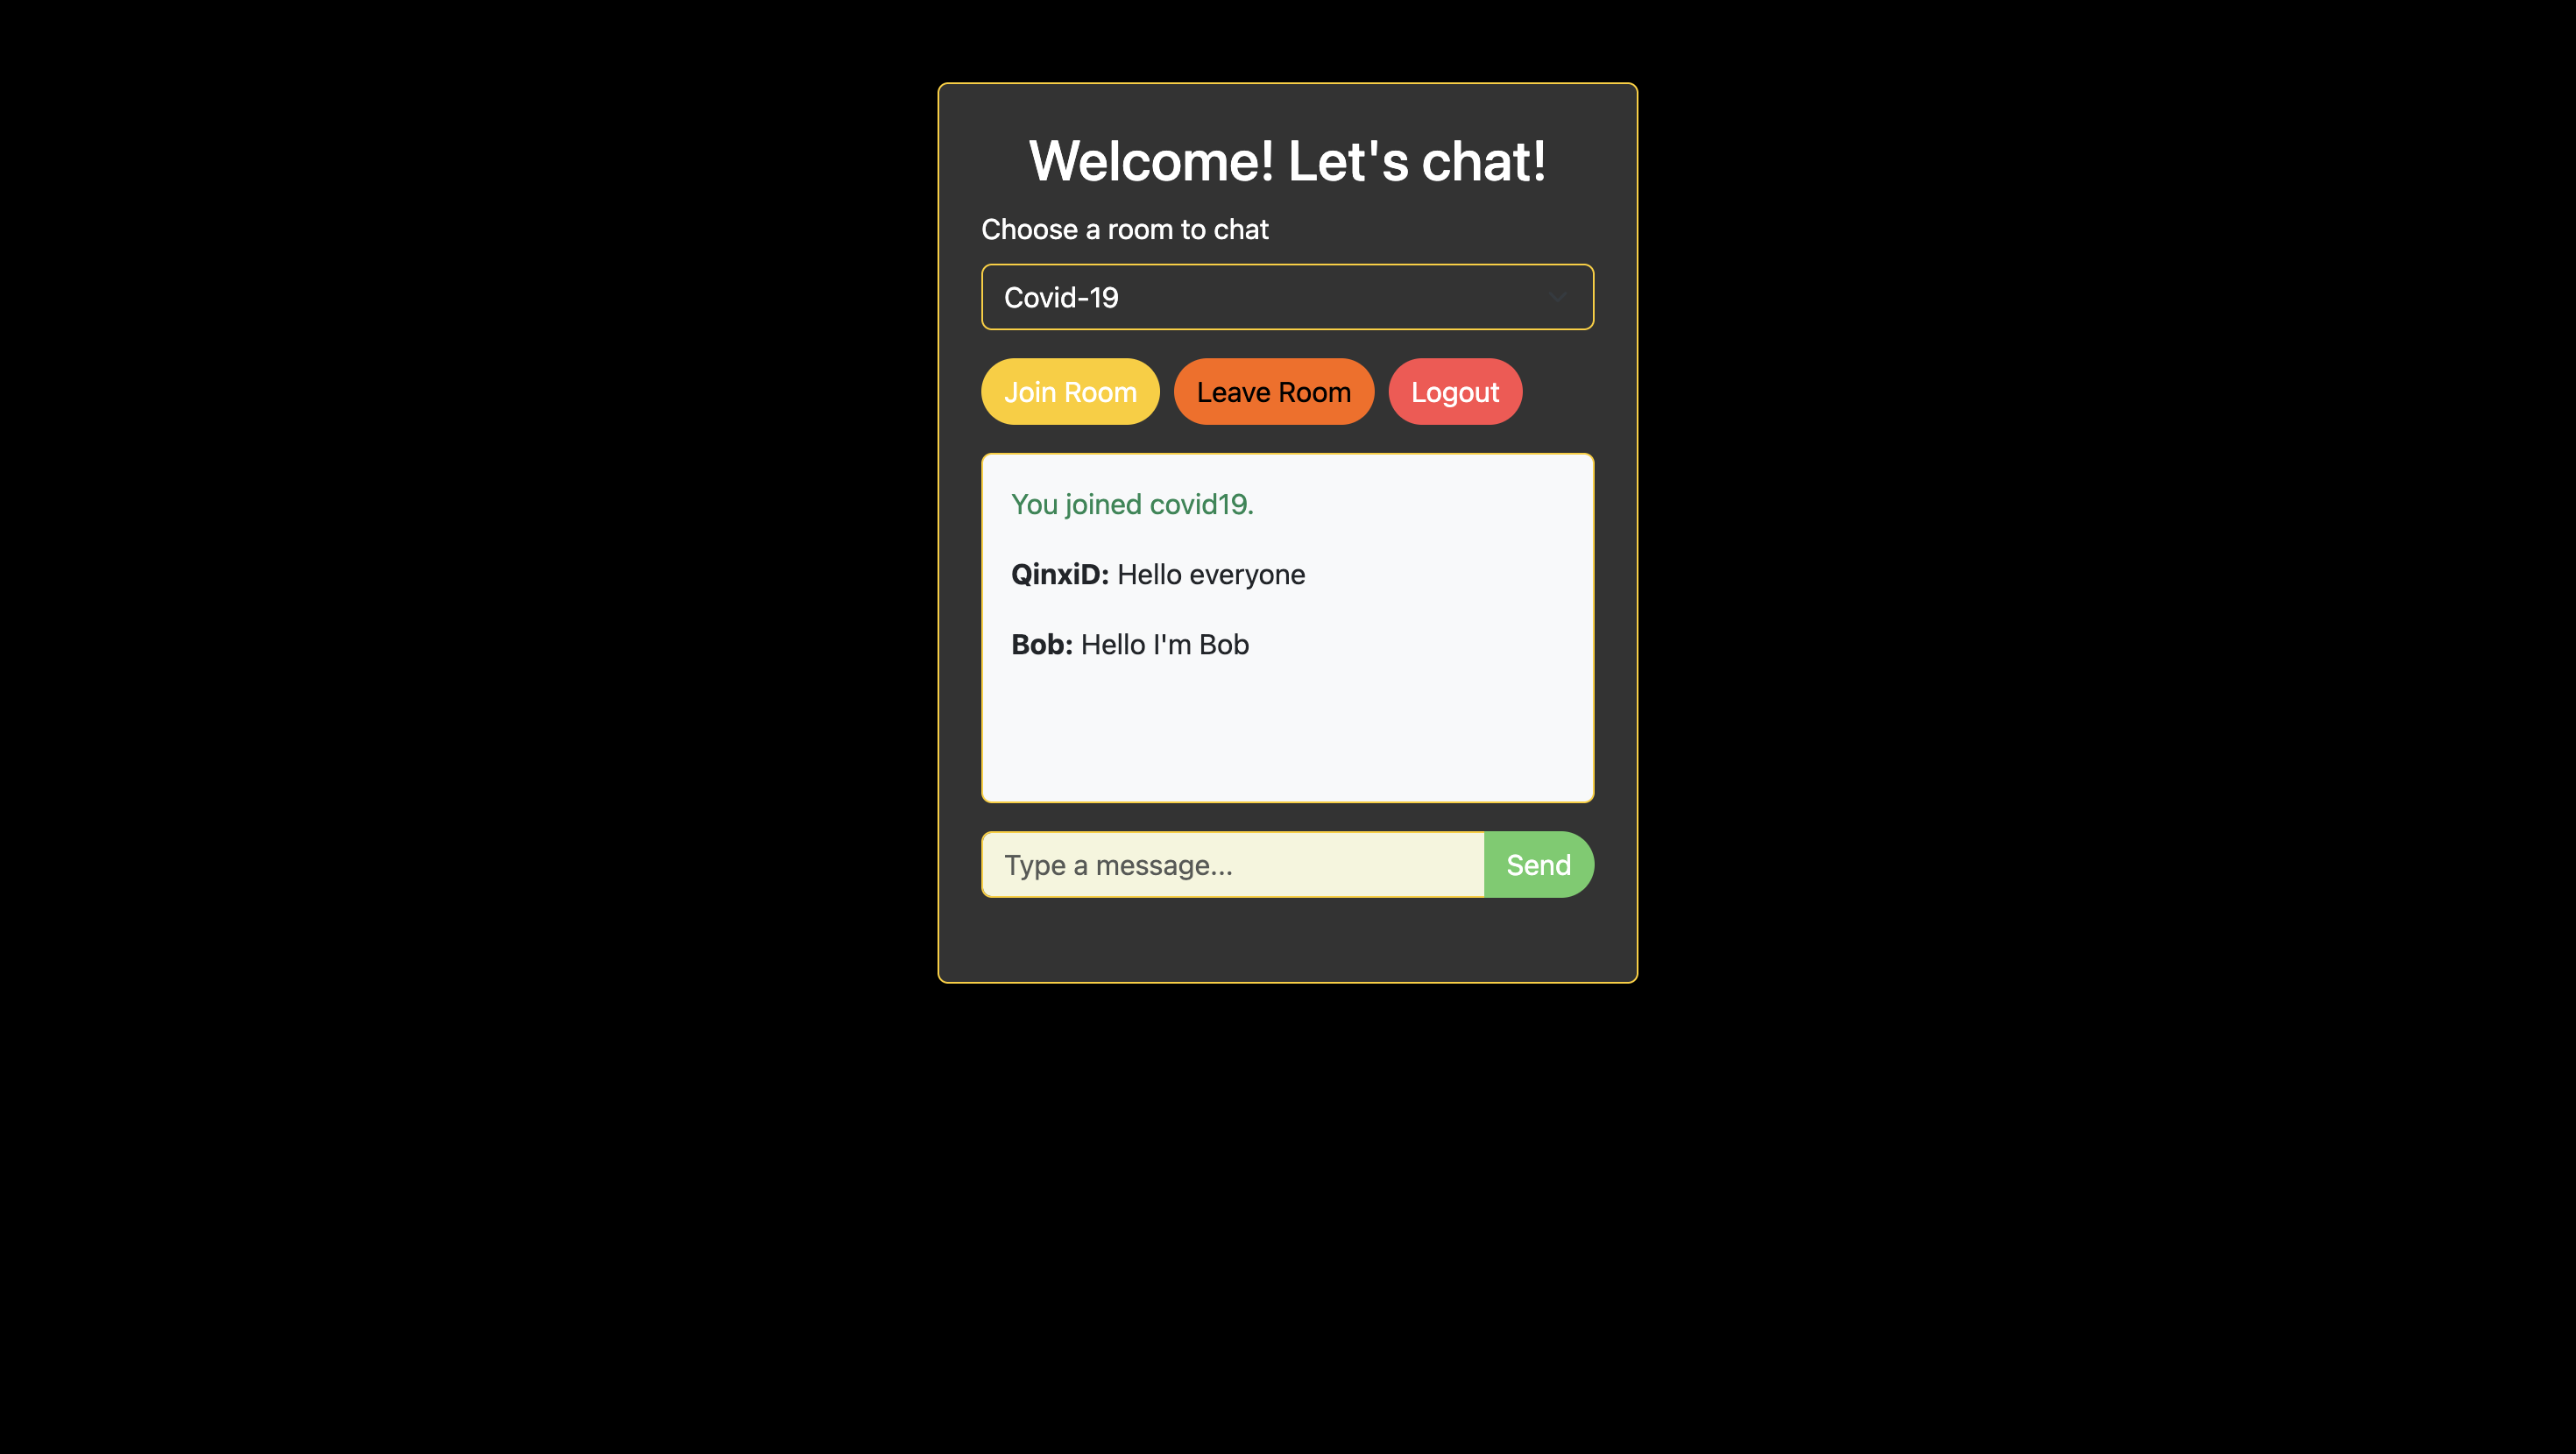 Welcome! Let's chat!
Choose a room to chat
Covid-19
Join Room Leave Room Logout
You joined covid19.
QinxiD: Hello everyone
Bob: Hello I'm Bob
Type a message... Send